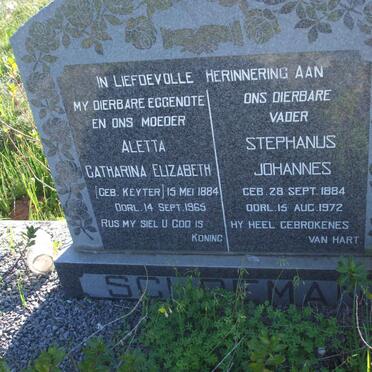 IN LIEFDEVOLLE HERINNERING AAN
MY DIERBARE EGGENOTE
EN ONS MOEDER
ALETTA
CATHARINA ELIZABETH
(GEB. KEYTER) 15 MEI 1884
OORL. 14 SEPT. 1965
RUS MY SIEL U GOD IS
KONING
ONS DIERBARE
VADER
STEPHANUS
JOHANNES
GEB. 28 SEPT. 1884
OORL. 15 AUG. 1972
HY HEEL GEBROKENES
VAN HART